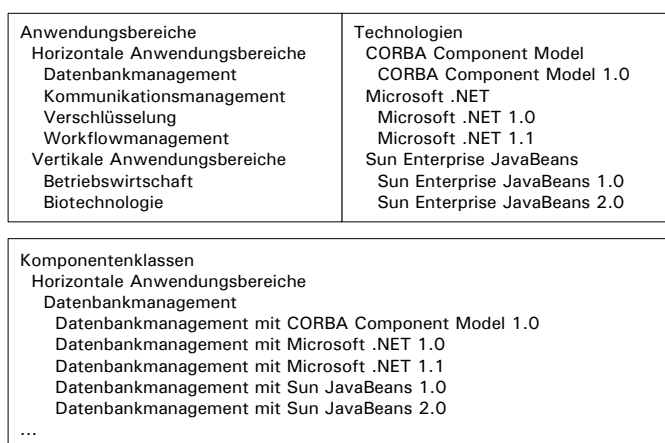 Anwendungsbereiche
Horizontale Anwendungsbereiche
Datenbankmanagement
Kommunikationsmanagement
Verschlüsselung
Workflowmanagement
Vertikale Anwendungsbereiche
Betriebswirtschaft
Biotechnologie
Technologien
CORBA Component Model
CORBA Component Model 1.0
Microsoft .NET
Microsoft .NET 1.0
Microsoft .NET 1.1
Sun Enterprise JavaBeans
Sun Enterprise JavaBeans 1.0
Sun Enterprise JavaBeans 2.0
Komponentenklassen
Horizontale Anwendungsbereiche
Datenbankmanagement
Datenbankmanagement mit CORBA Component Model 1.0
Datenbankmanagement mit Microsoft .NET 1.0
Datenbankmanagement mit Microsoft .NET 1.1
Datenbankmanagement mit Sun JavaBeans 1.0
Datenbankmanagement mit Sun JavaBeans 2.0
...